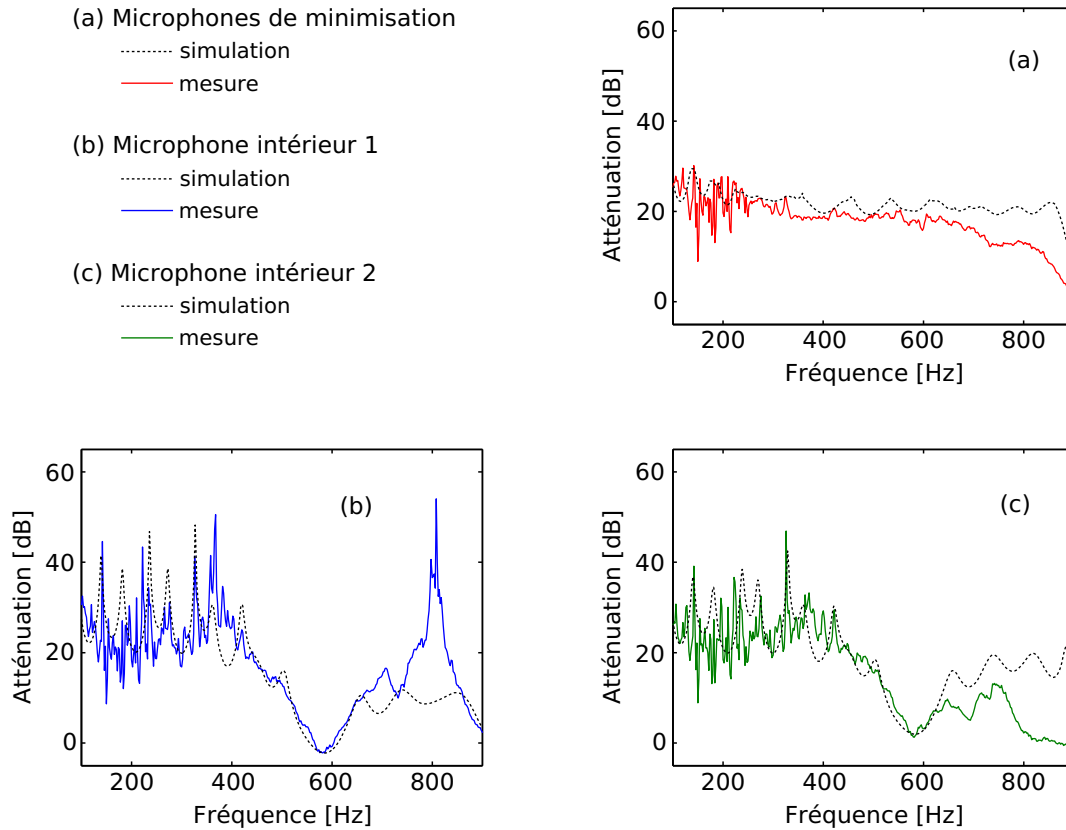 (a) Microphones de minimisation
simulation
mesure
(b) Microphone intérieur 1
simulation
mesure
(c) Microphone intérieur 2
simulation
mesure
60
40
20
0
Atténuation [dB]
(a)
200 400 600 800
Fréquence [Hz]
60
40
20
0
Atténuation [dB]
(b)
200 400 600 800
Fréquence [Hz]
60
40
20
0
Atténuation [dB]
(c)
200 400 600 800
Fréquence [Hz]